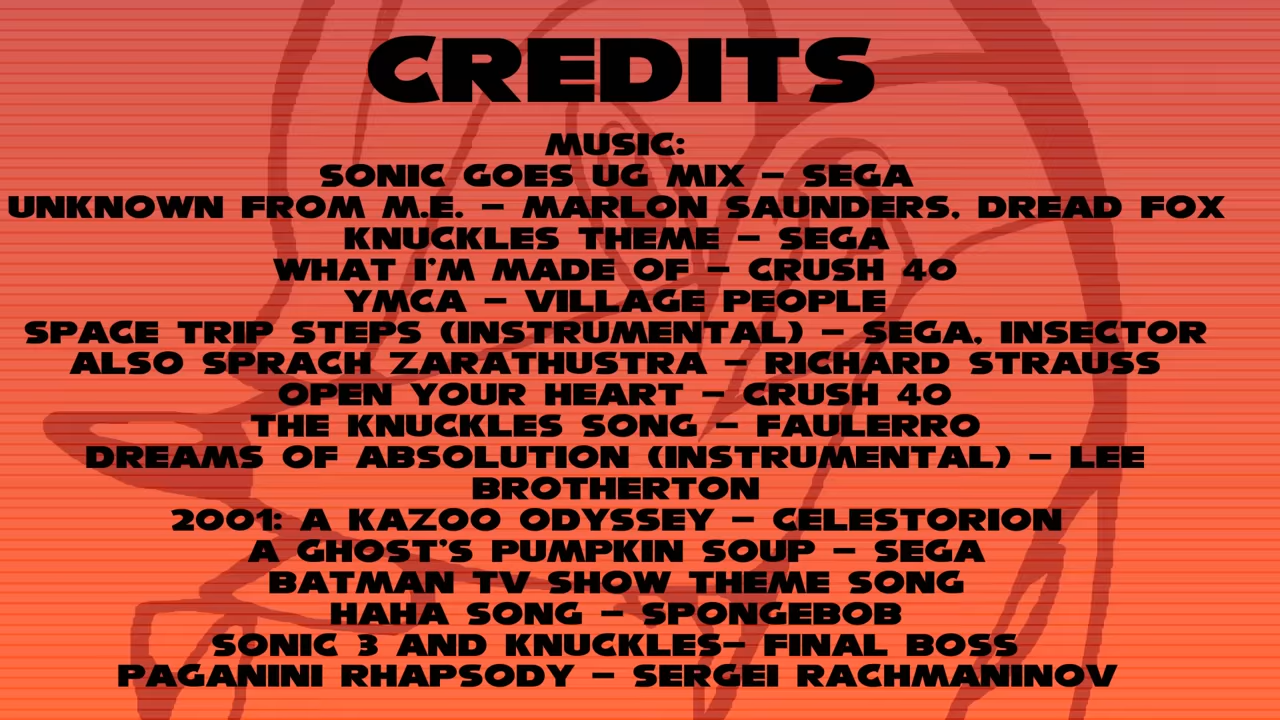 CREDITS
MUSIC:
SONIC GOES UG MIX – SEGA
UNKNOWN FROM M.E. – MARLON SAUNDERS, DREAD FOX
KNUCKLES THEME – SEGA
WHAT I'M MADE OF – CRUSH 40
YMCA – VILLAGE PEOPLE
SPACE TRIP STEPS (INSTRUMENTAL) – SEGA, INSECTOR
ALSO SPRACH ZARATHUSTRA – RICHARD STRAUSS
OPEN YOUR HEART – CRUSH 40
THE KNUCKLES SONG – FAULERRO
DREAMS OF ABSOLUTION (INSTRUMENTAL) – LEE
BROTHERTON
2001: A KAZOO ODYSSEY – CELESTORION
A GHOST'S PUMPKIN SOUP – SEGA
BATMAN TV SHOW THEME SONG
HAHA SONG – SPONGEBOB
SONIC 3 AND KNUCKLES– FINAL BOSS
PAGANINI RHAPSODY – SERGEI RACHMANINOV